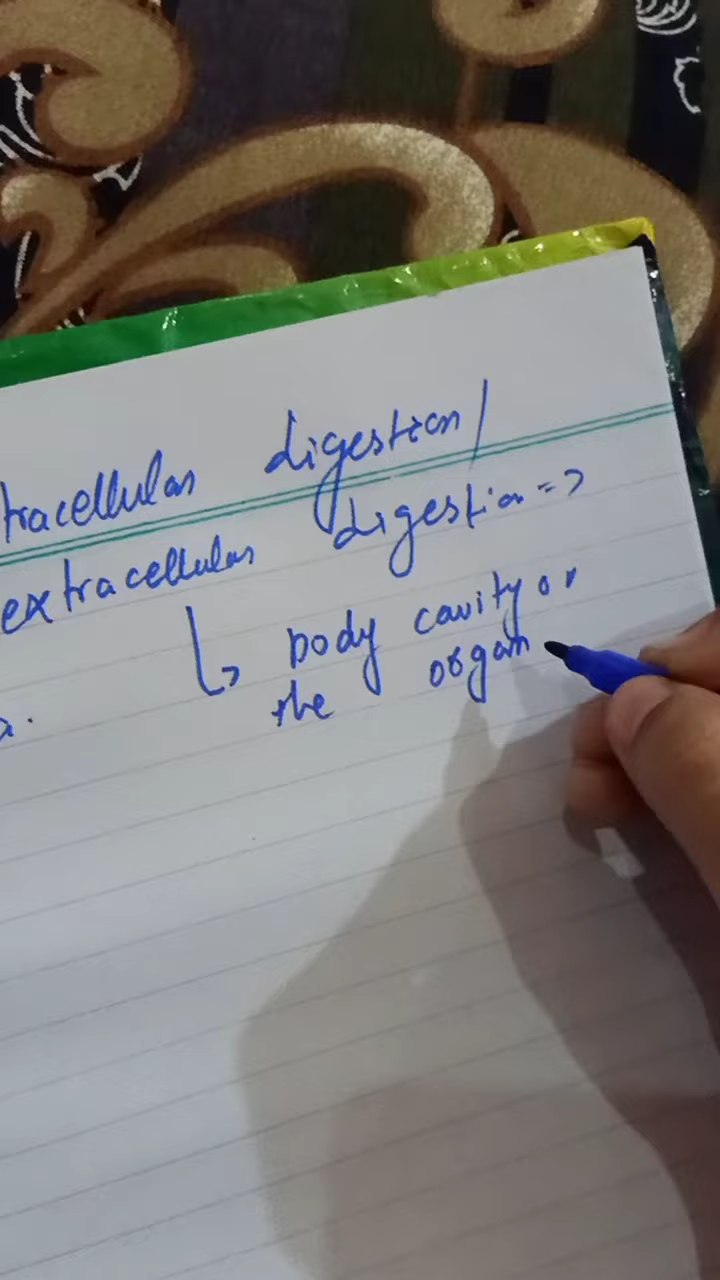 tracellular digestion/
extracellular digestion =>
↳ body cavity or
the organ
a.